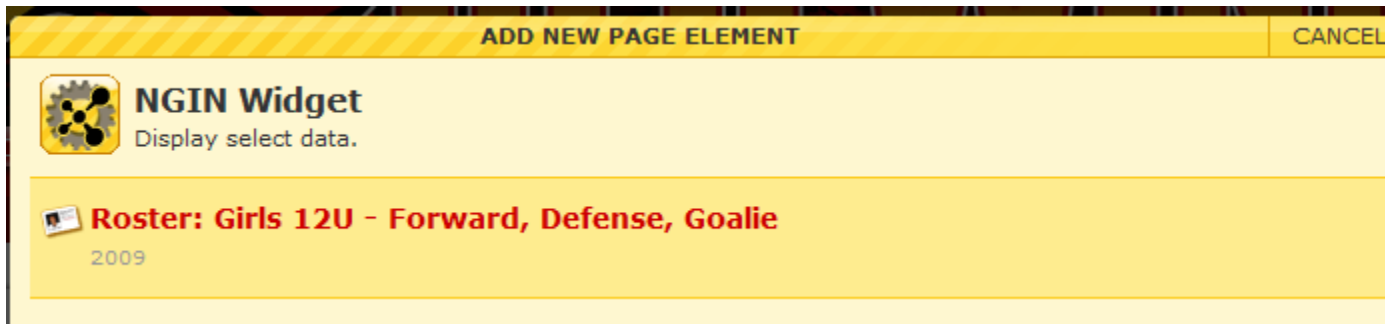 ADD NEW PAGE ELEMENT CANCEL
NGIN Widget
Display select data.
Roster: Girls 12U - Forward, Defense, Goalie
2009